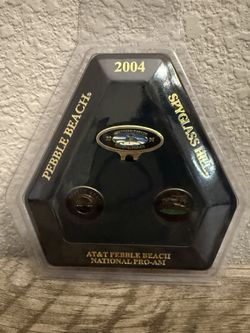 2004
PEBBLE BEACH®
SPYGLASS HILL
AT&T PEBBLE BEACH
NATIONAL PRO-AM